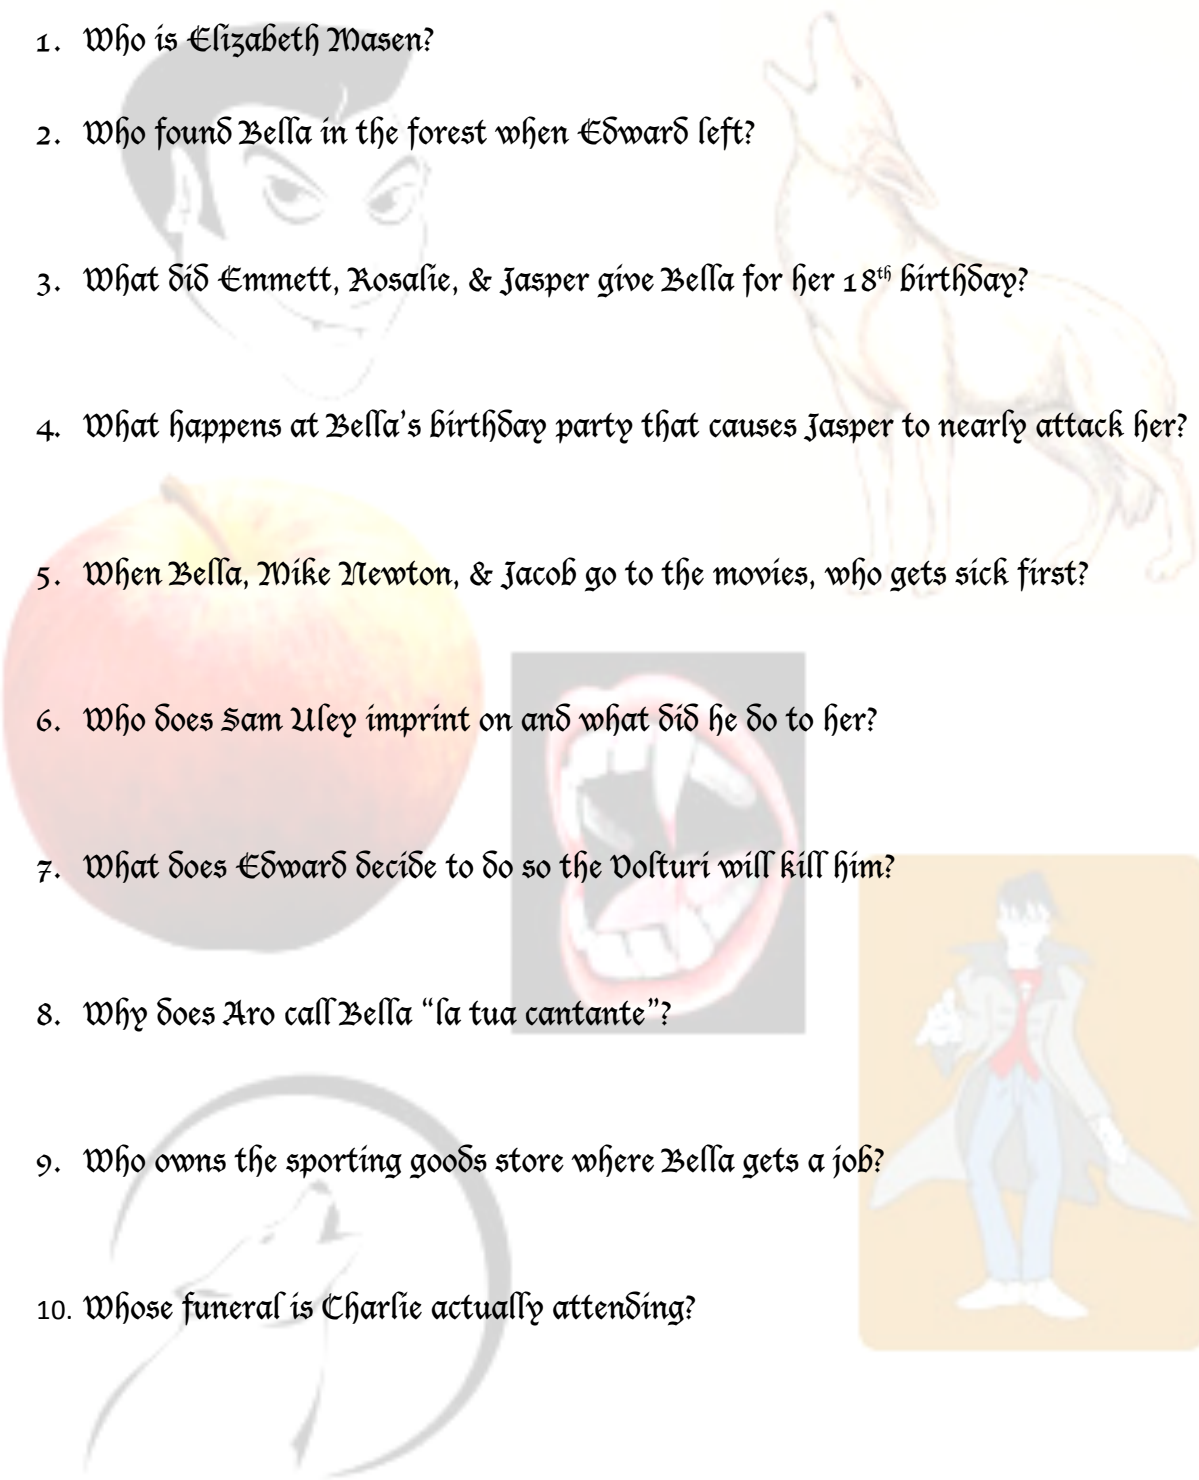 1. Who is Elizabeth Masen?
2. Who found Bella in the forest when Edward left?
3. What did Emmett, Rosalie, & Jasper give Bella for her 18th birthday?
4. What happens at Bella's birthday party that causes Jasper to nearly attack her?
5. When Bella, Mike Newton, & Jacob go to the movies, who gets sick first?
6. Who does Sam Uley imprint on and what did he do to her?
7. What does Edward decide to do so the Volturi will kill him?
8. Why does Aro call Bella “la tua cantante”?
9. Who owns the sporting goods store where Bella gets a job?
10. Whose funeral is Charlie actually attending?